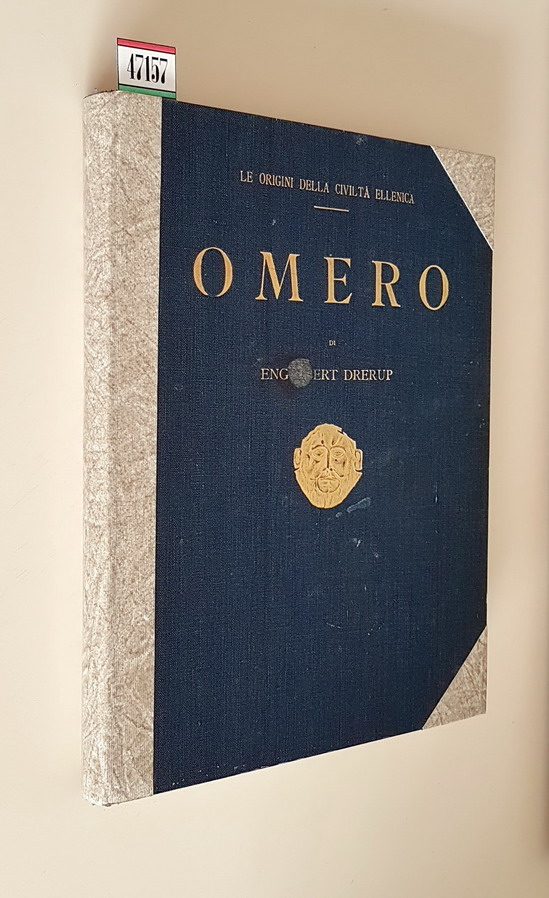 47157
LE ORIGINI DELLA CIVILTÀ ELLENICA
OMERO
DI
DRERUP